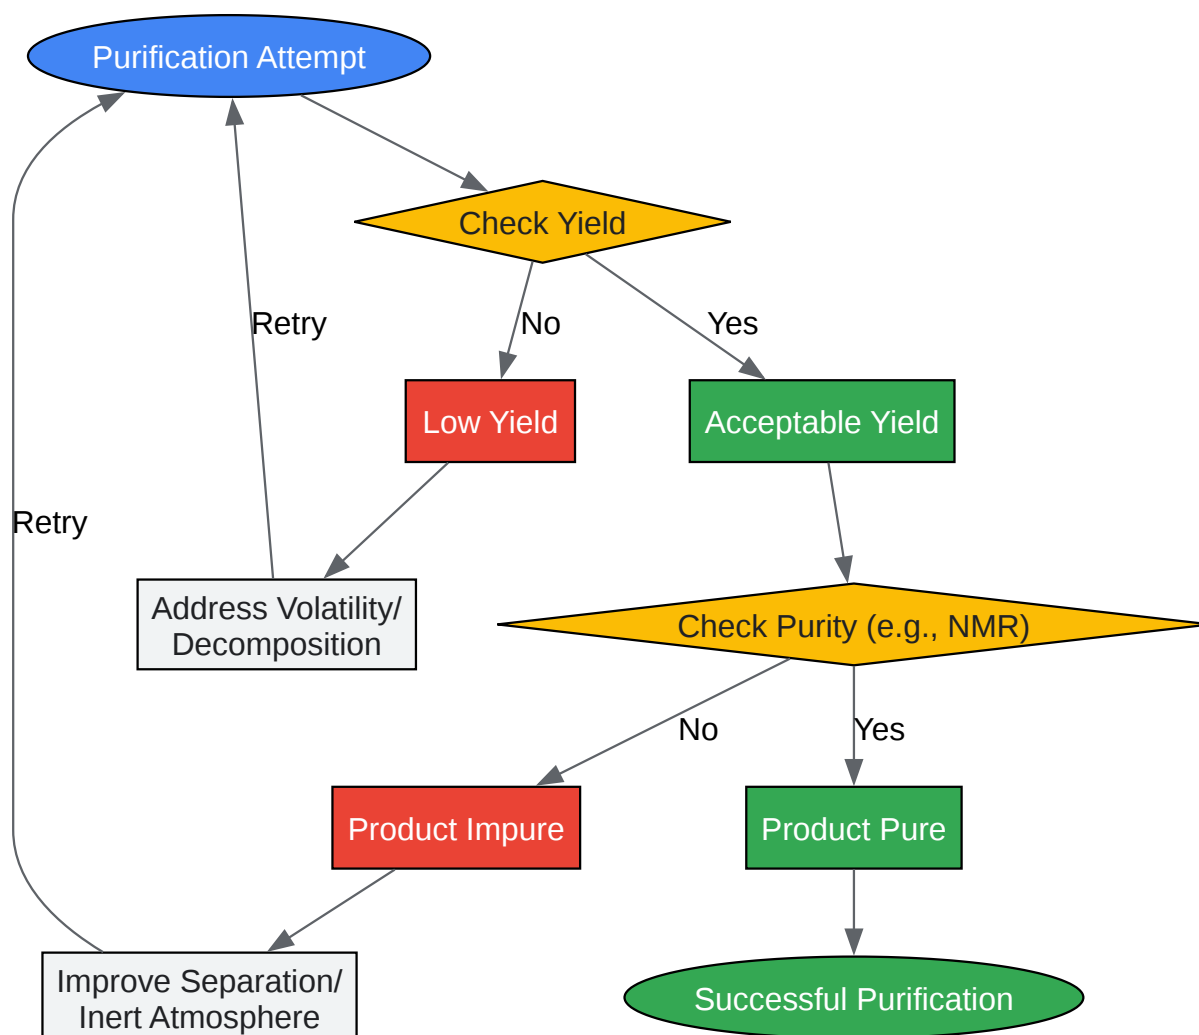 Purification Attempt
Check Yield
Retry
No
Yes
Low Yield
Acceptable Yield
Retry
Address Volatility/
Decomposition
Check Purity (e.g., NMR)
No
Yes
Product Impure
Product Pure
Improve Separation/
Inert Atmosphere
Successful Purification